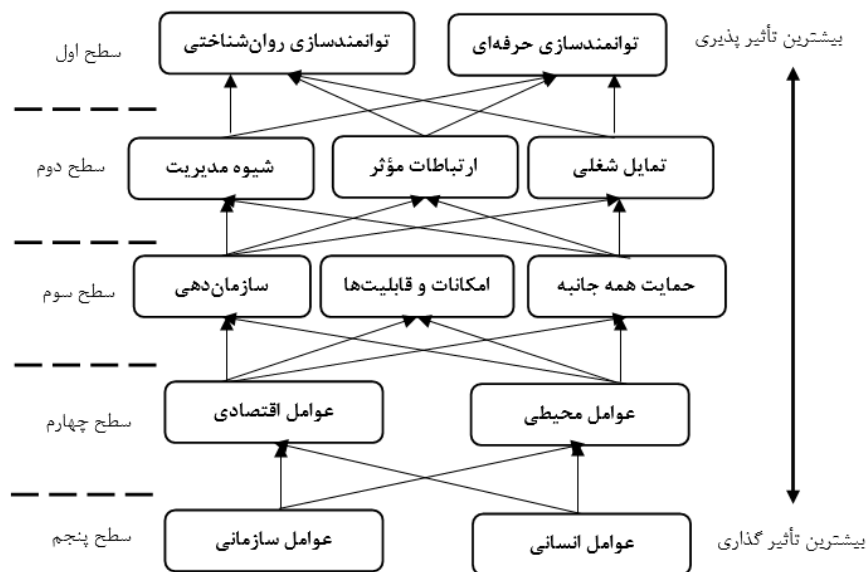 بیشترین تأثیر پذیری
توانمندسازی حرفه‌ای
توانمندسازی روان‌شناختی
سطح اول
تمایل شغلی
ارتباطات مؤثر
شیوه مدیریت
سطح دوم
حمایت همه جانبه
امکانات و قابلیت‌ها
سازمان‌دهی
سطح سوم
عوامل محیطی
عوامل اقتصادی
سطح چهارم
بیشترین تأثیر گذاری
عوامل انسانی
عوامل سازمانی
سطح پنجم